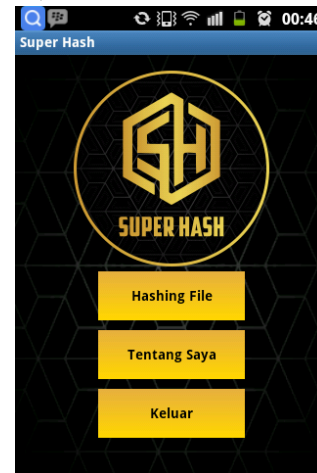 00:46
Super Hash
SH
SUPER HASH
Hashing File
Tentang Saya
Keluar